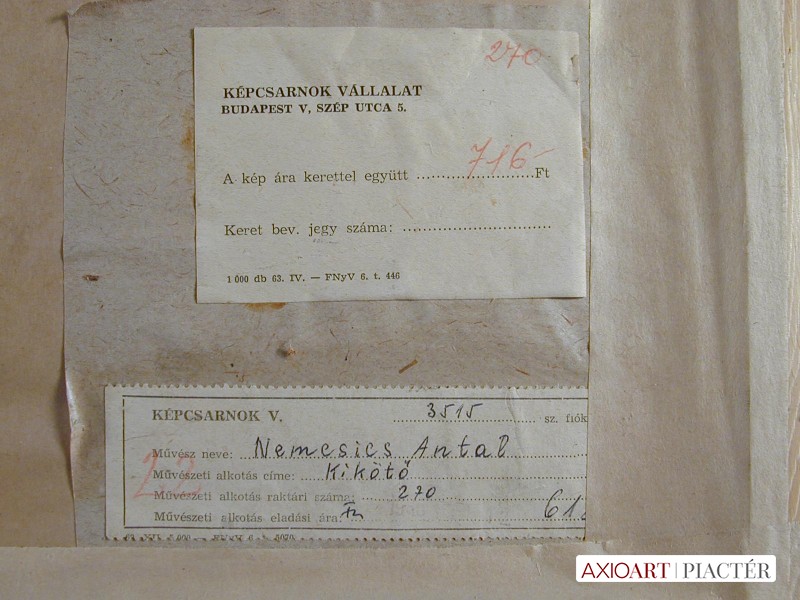 270
KÉPCSARNOK VÁLLALAT
BUDAPEST V, SZÉP UTCA 5.
A kép ára kerettel együtt ........................Ft 716-
Keret bev. jegy száma: ..............................
1 000 db 63. IV. — FNyV 6. t. 446
KÉPCSARNOK V. 3515 sz. fiók
Művész neve: Nemcsics Antal
Művészeti alkotás címe: Kikötő
Művészeti alkotás raktári száma: 270
Művészeti alkotás eladási ára: Ft
AXIOART | PIACTÉR